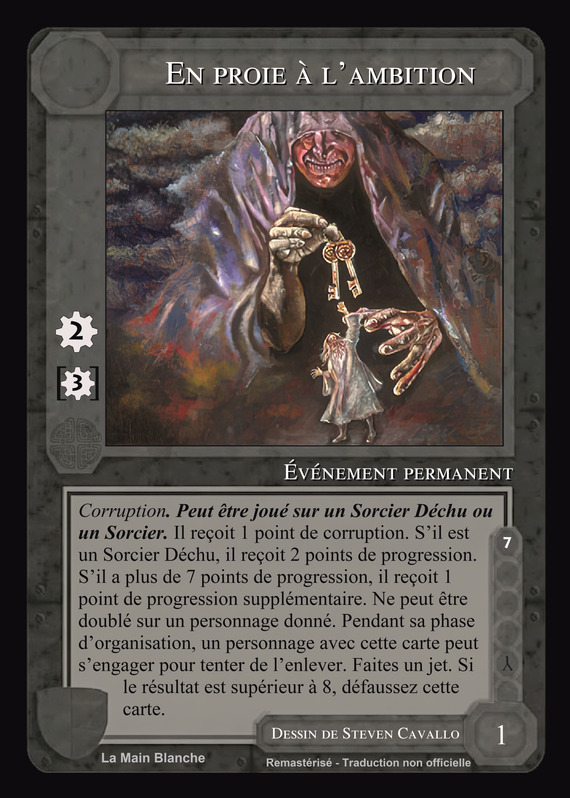 En proie à l'ambition
2
[3]
Événement permanent
Corruption. Peut être joué sur un Sorcier Déchu ou
un Sorcier. Il reçoit 1 point de corruption. S'il est
un Sorcier Déchu, il reçoit 2 points de progression.
S'il a plus de 7 points de progression, il reçoit 1
point de progression supplémentaire. Ne peut être
doublé sur un personnage donné. Pendant sa phase
d'organisation, un personnage avec cette carte peut
s'engager pour tenter de l'enlever. Faites un jet. Si
le résultat est supérieur à 8, défaussez cette
carte.
7
Dessin de Steven Cavallo
1
La Main Blanche
Remastérisé - Traduction non officielle